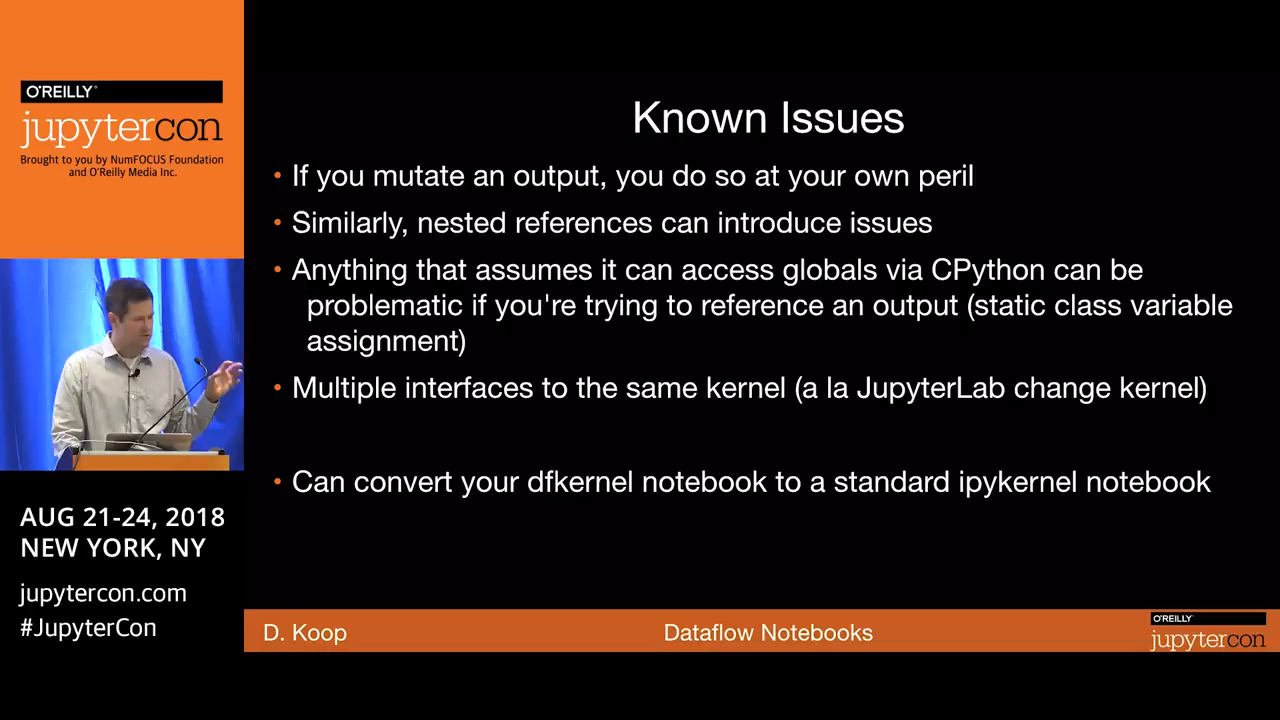 O'REILLY®
jupytercon
Brought to you by NumFOCUS Foundation
and O'Reilly Media Inc.
AUG 21-24, 2018
NEW YORK, NY
jupytercon.com
#JupyterCon
Known Issues
• If you mutate an output, you do so at your own peril
• Similarly, nested references can introduce issues
• Anything that assumes it can access globals via CPython can be
problematic if you're trying to reference an output (static class variable
assignment)
• Multiple interfaces to the same kernel (a la JupyterLab change kernel)
• Can convert your dfkernel notebook to a standard ipykernel notebook
D. Koop
Dataflow Notebooks
O'REILLY®
jupytercon